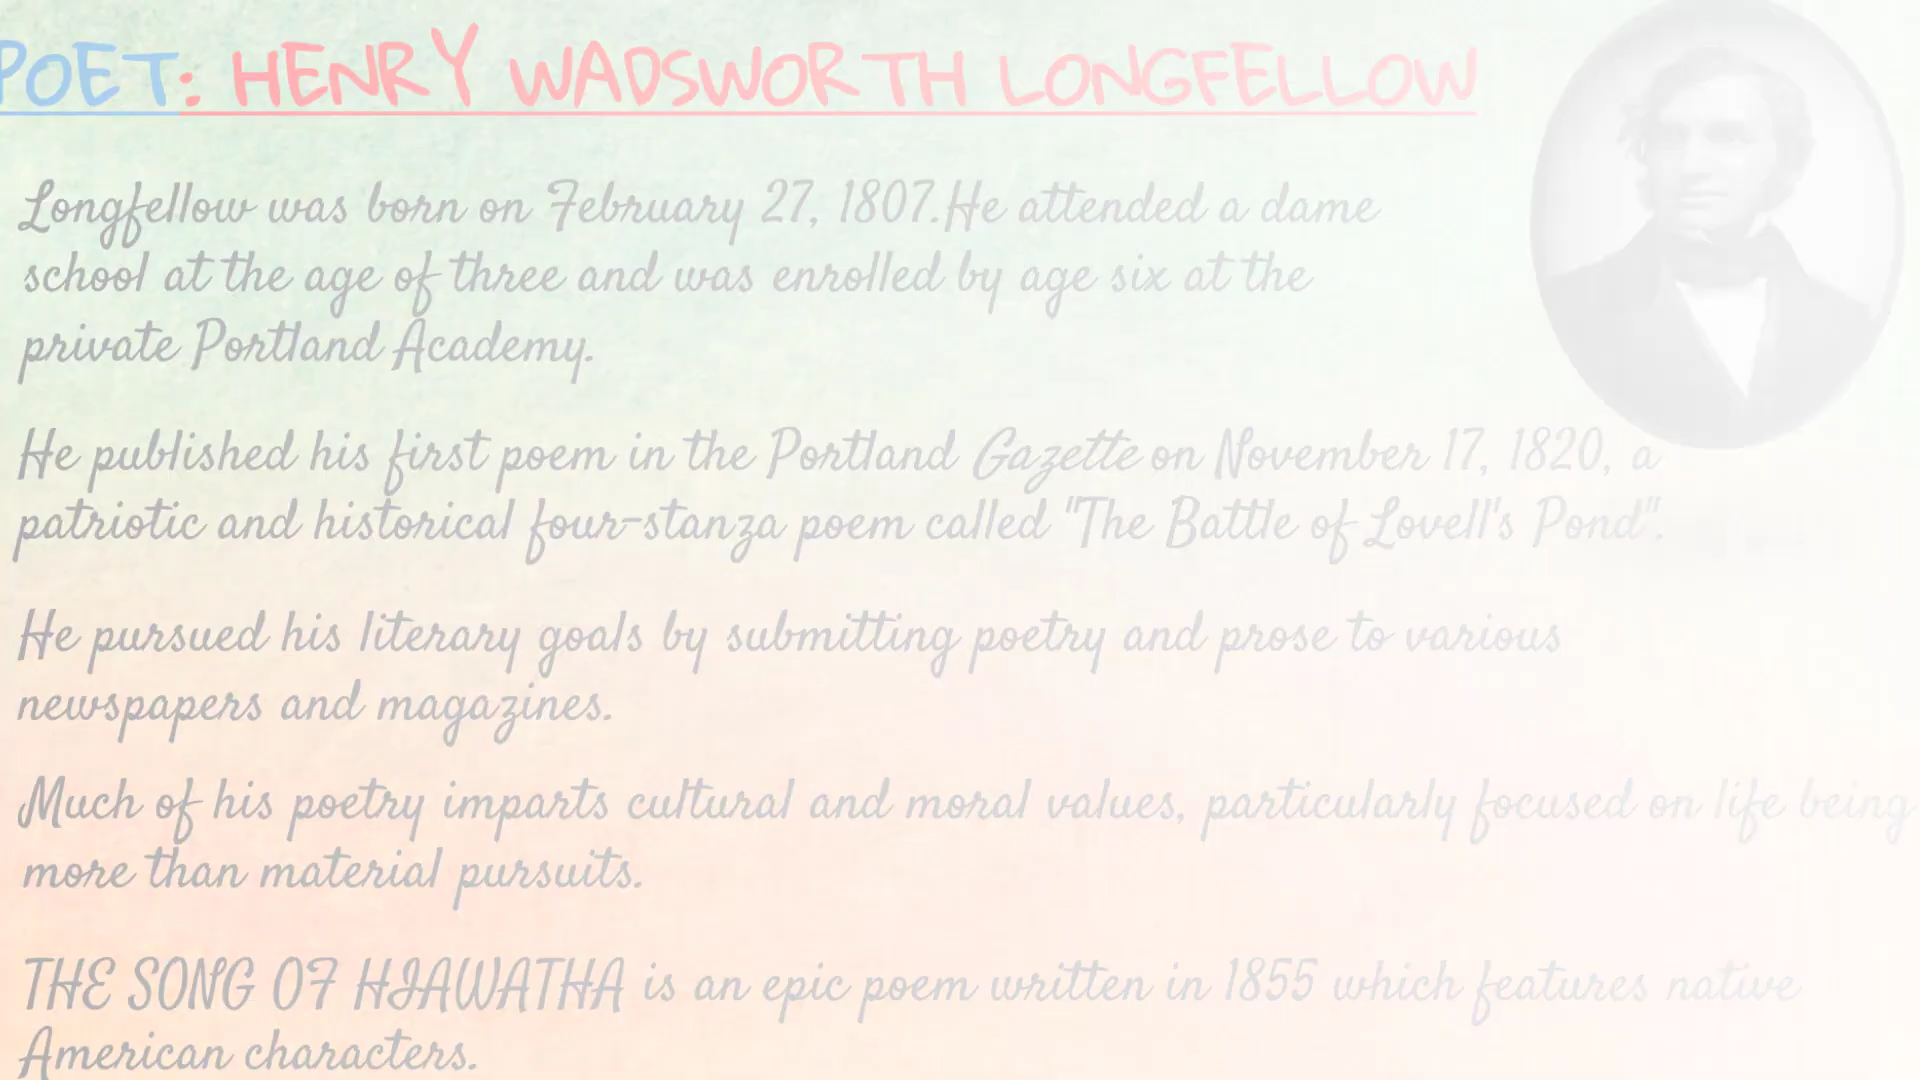 POET: HENRY WADSWORTH LONGFELLOW
Longfellow was born on February 27, 1807.He attended a dame
school at the age of three and was enrolled by age six at the
private Portland Academy.
He published his first poem in the Portland Gazette on November 17, 1820, a
patriotic and historical four-stanza poem called "The Battle of Lovell's Pond".
He pursued his literary goals by submitting poetry and prose to various
newspapers and magazines.
Much of his poetry imparts cultural and moral values, particularly focused on life being
more than material pursuits.
THE SONG OF HIAWATHA is an epic poem written in 1855 which features native
American characters.